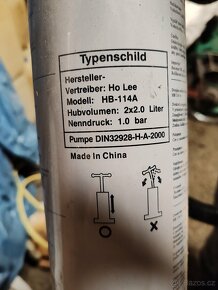 Typenschild
Hersteller-
Vertreiber: Ho Lee
Modell: HB-114A
Hubvolumen: 2x2.0 Liter
Nenndruck: 1.0 bar
Pumpe DIN32928-H-A-2000
Made In China